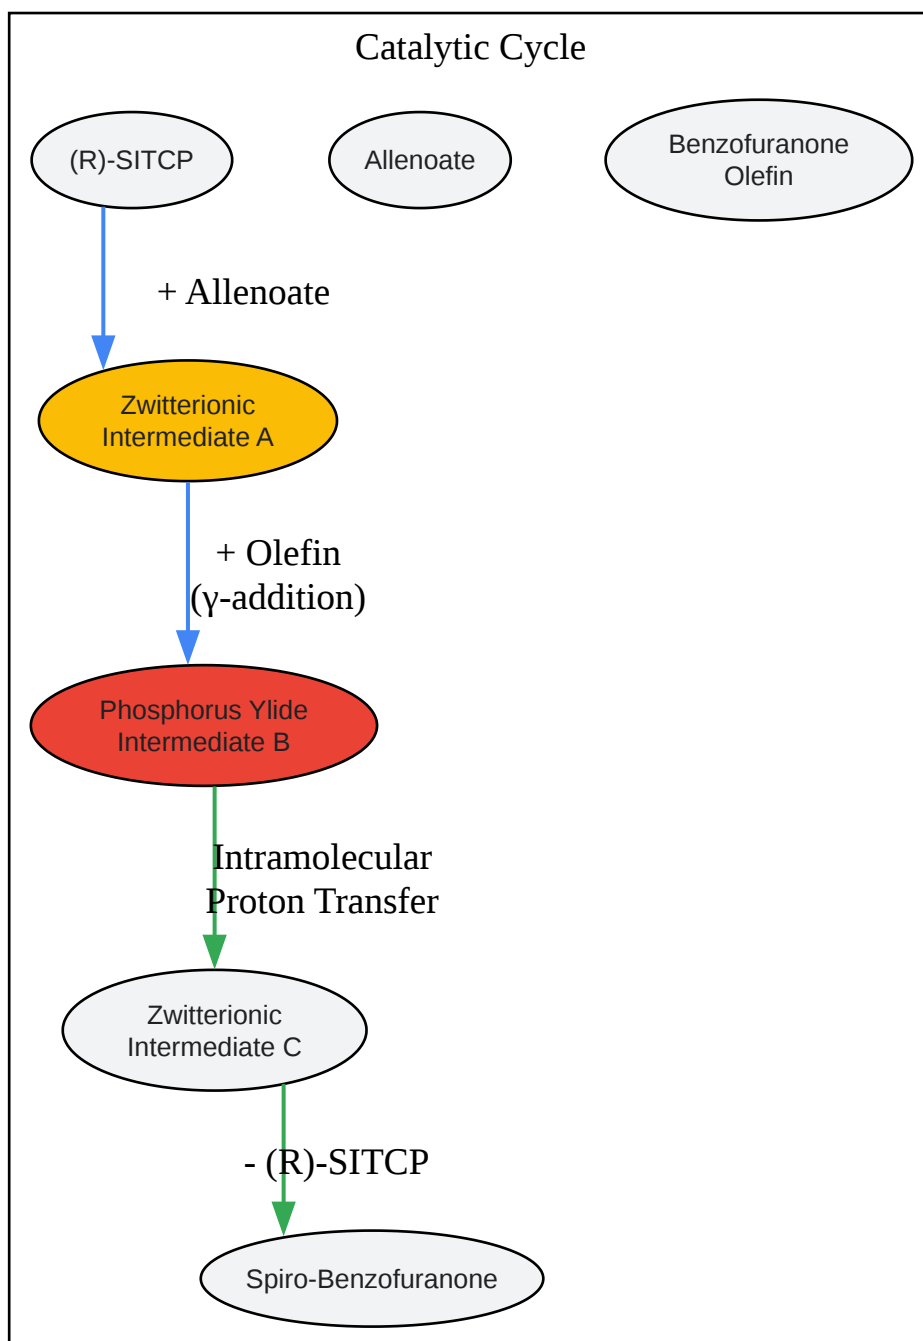 Catalytic Cycle
(R)-SITCP
Allenoate
Benzofuranone
Olefin
+ Allenoate
Zwitterionic
Intermediate A
+ Olefin
(γ-addition)
Phosphorus Ylide
Intermediate B
Intramolecular
Proton Transfer
Zwitterionic
Intermediate C
- (R)-SITCP
Spiro-Benzofuranone